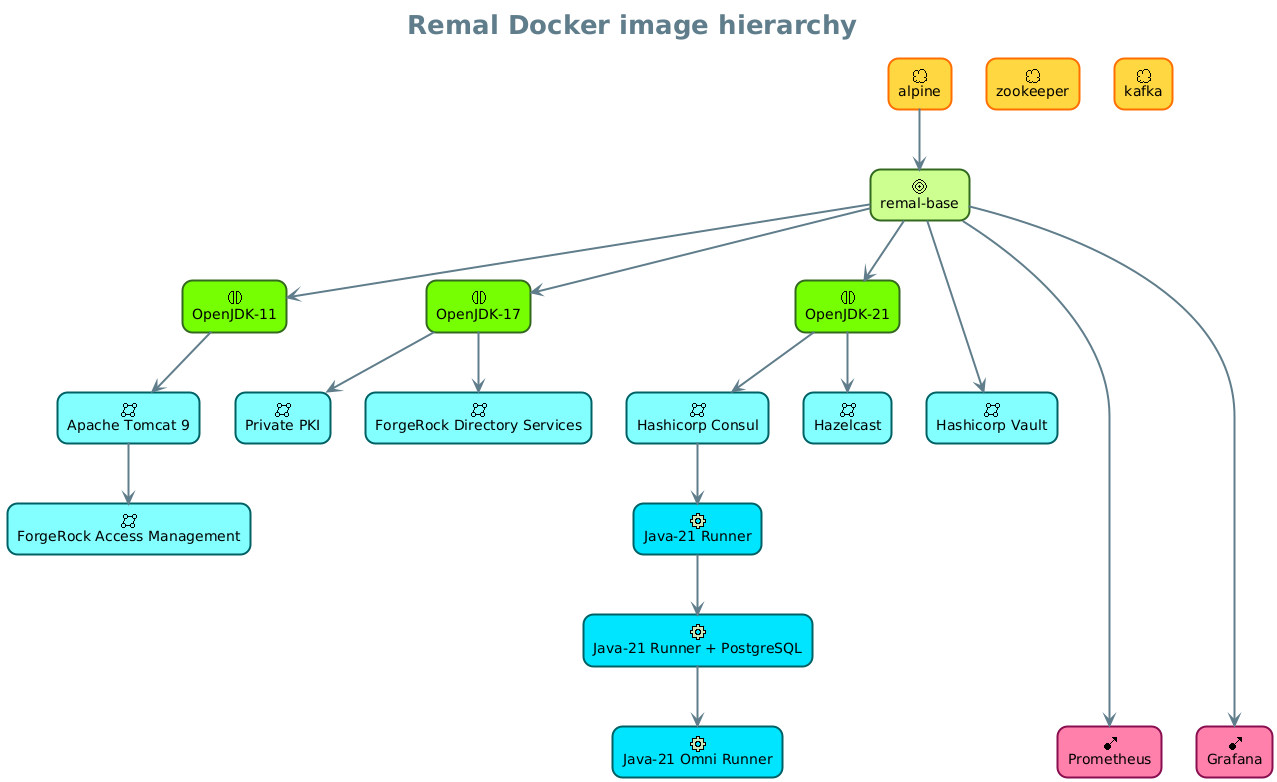 Remal Docker image hierarchy
alpine
zookeeper
kafka
remal-base
OpenJDK-11
OpenJDK-17
OpenJDK-21
Apache Tomcat 9
Private PKI
ForgeRock Directory Services
Hashicorp Consul
Hazelcast
Hashicorp Vault
ForgeRock Access Management
Java-21 Runner
Java-21 Runner + PostgreSQL
Java-21 Omni Runner
Prometheus
Grafana